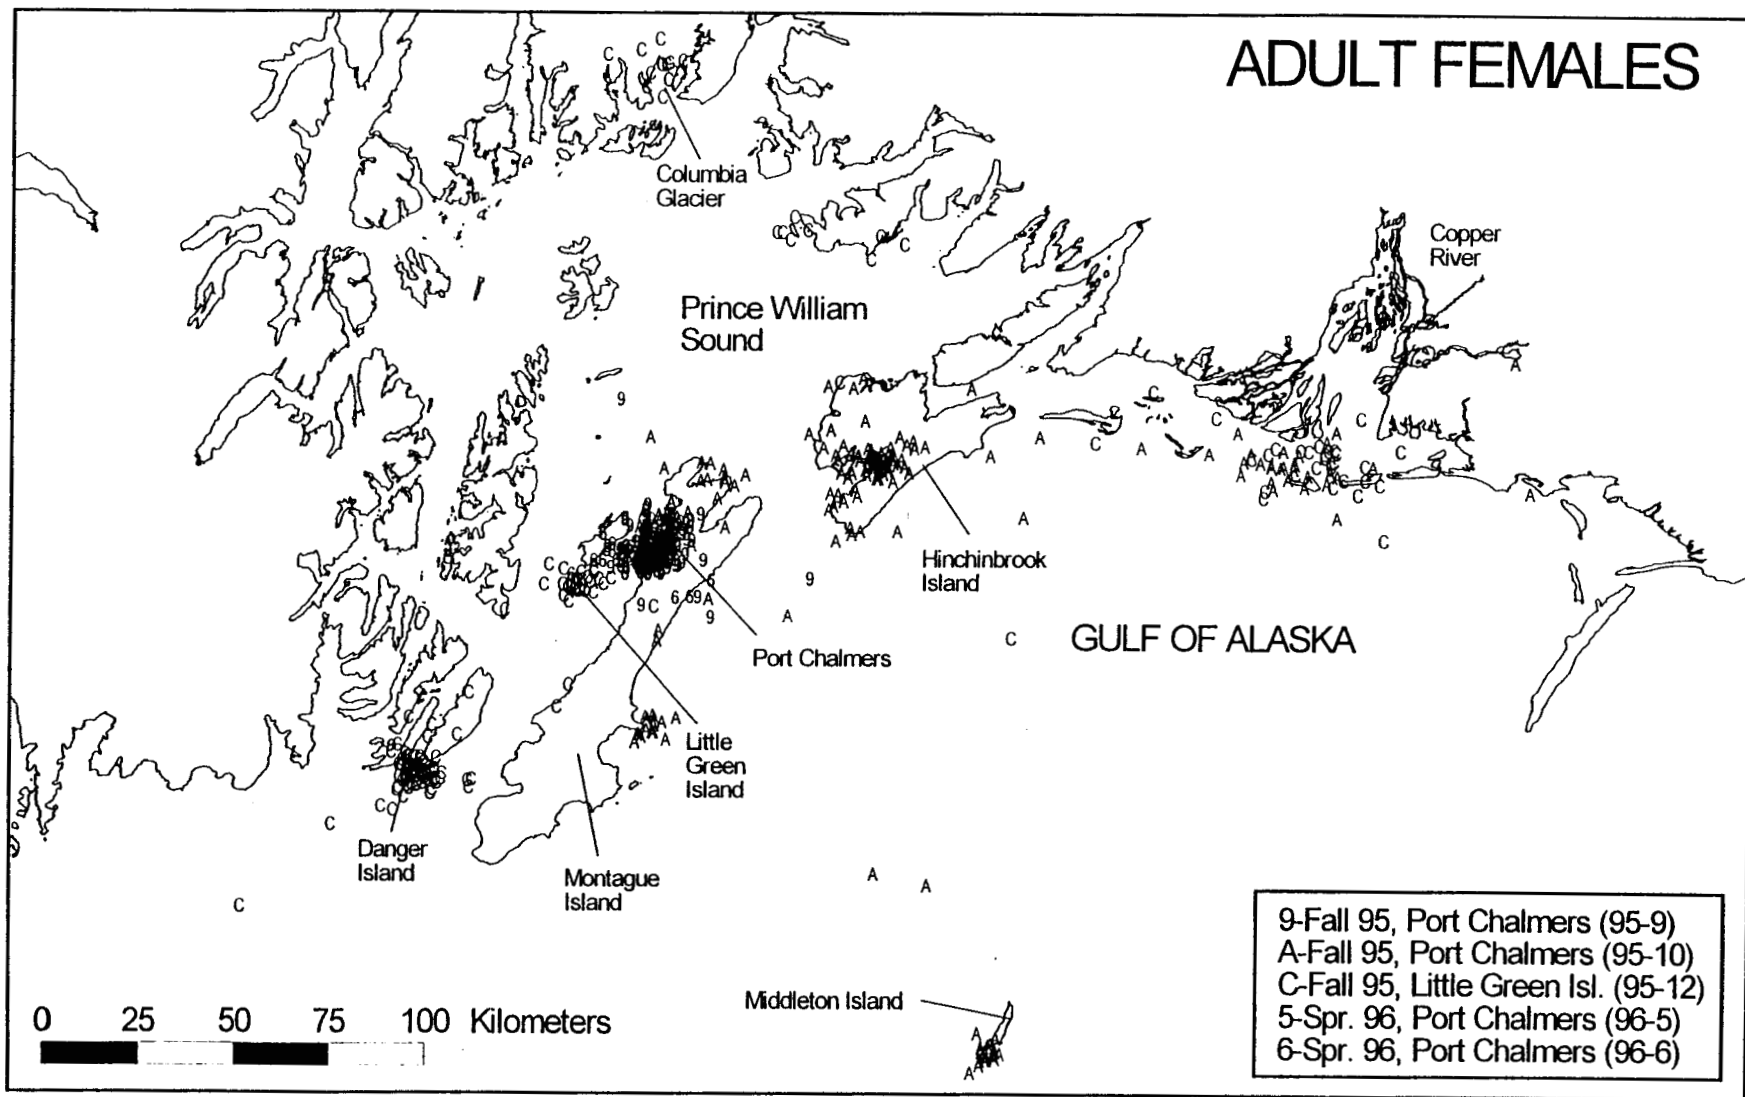 ADULT FEMALES
Columbia
Glacier
Copper
River
Prince William
Sound
Hinchinbrook
Island
GULF OF ALASKA
Port Chalmers
Little
Green
Island
Danger
Island
Montague
Island
Middleton Island
0 25 50 75 100 Kilometers
9-Fall 95, Port Chalmers (95-9)
A-Fall 95, Port Chalmers (95-10)
C-Fall 95, Little Green Isl. (95-12)
5-Spr. 96, Port Chalmers (96-5)
6-Spr. 96, Port Chalmers (96-6)